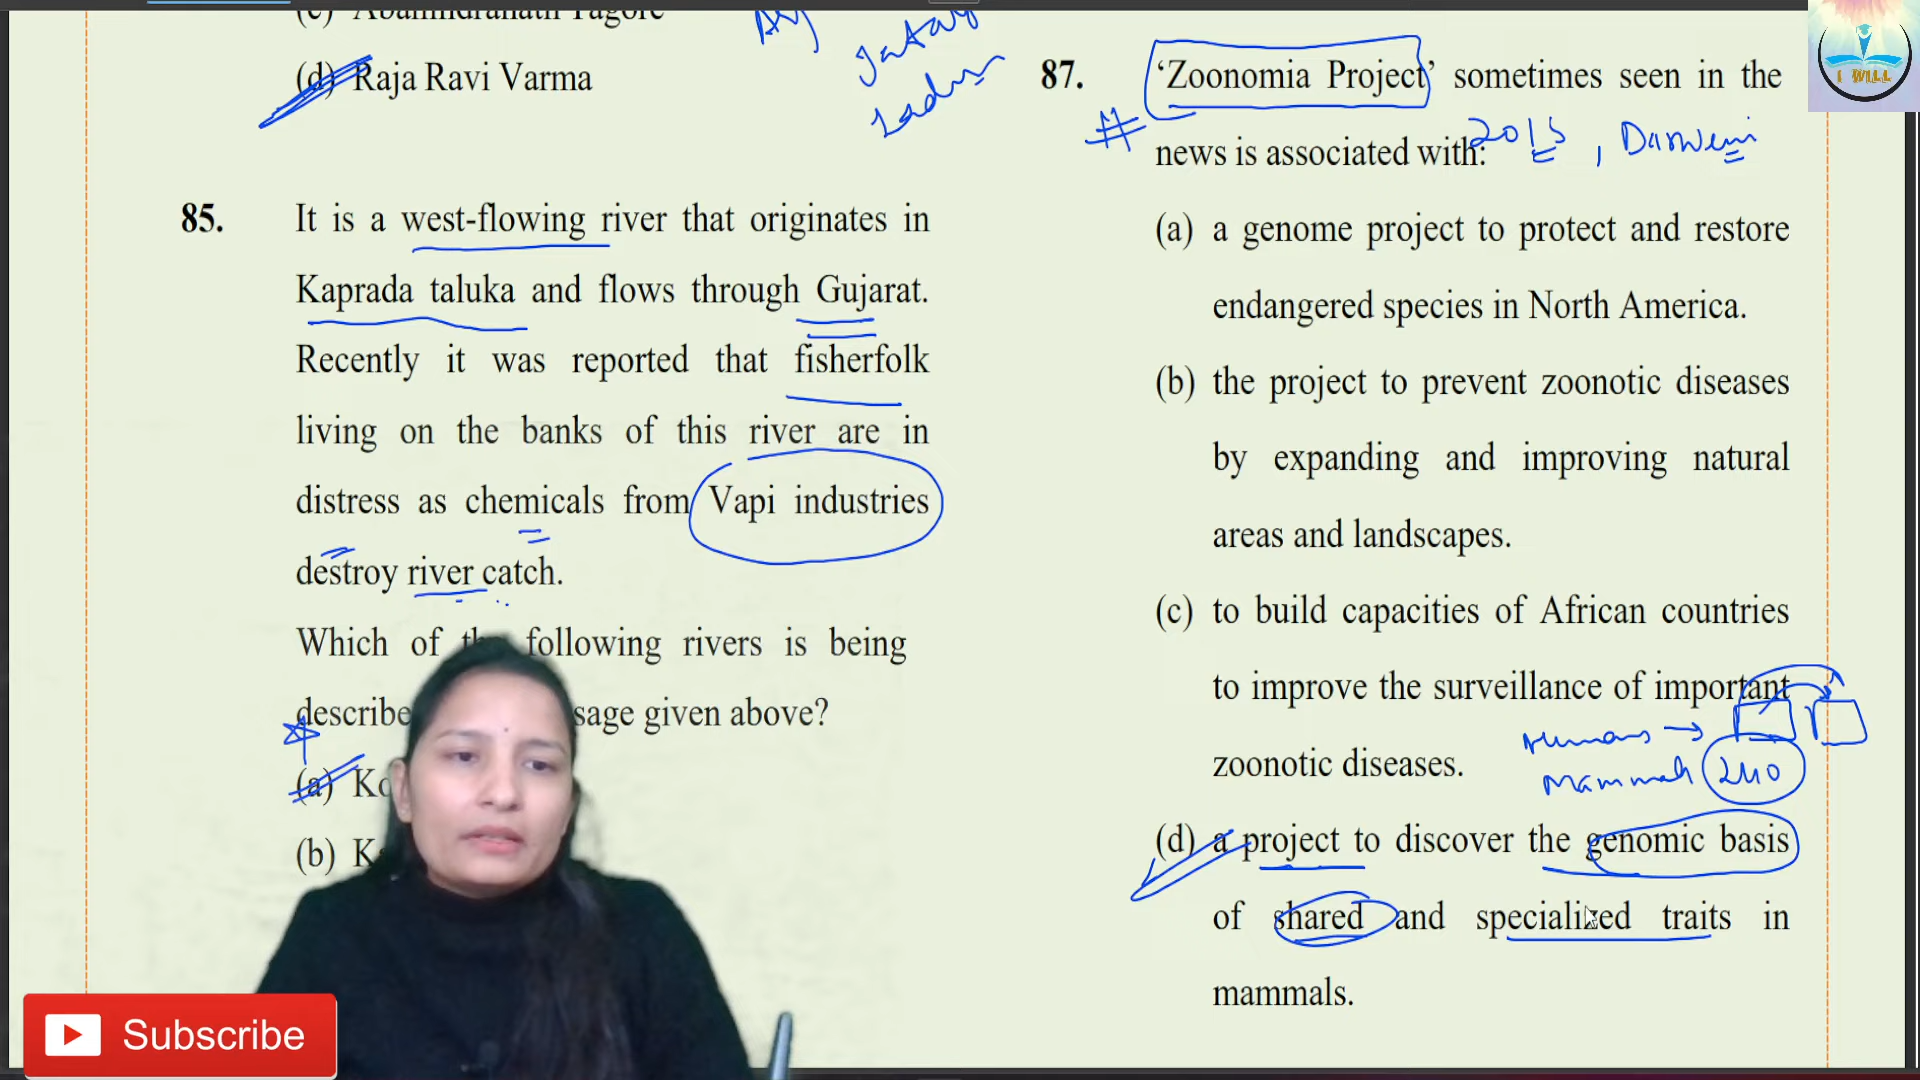 (c) Abanindranath Tagore
(d) Raja Ravi Varma
Jatayu
85. It is a west-flowing river that originates in
Kaprada taluka and flows through Gujarat.
Recently it was reported that fisherfolk
living on the banks of this river are in
distress as chemicals from Vapi industries
destroy river catch.
Which of the following rivers is being
describe sage given above?
(a) Ko
(b) K
Subscribe
I WILL
87. ‘Zoonomia Project’ sometimes seen in the
#
news is associated with:
2015,
(a) a genome project to protect and restore
endangered species in North America.
(b) the project to prevent zoonotic diseases
by expanding and improving natural
areas and landscapes.
(c) to build capacities of African countries
to improve the surveillance of important
zoonotic diseases.
Humans →
Mammals 240
(d) a project to discover the genomic basis
of shared and specialized traits in
mammals.